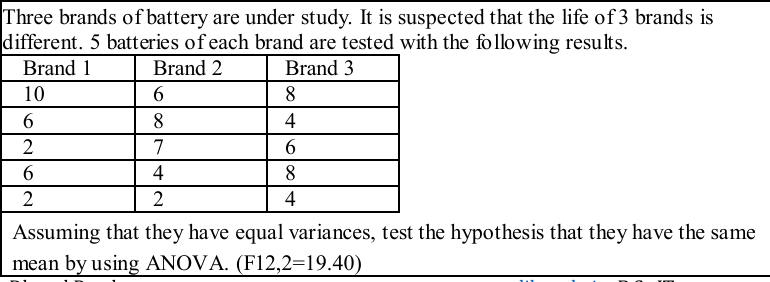 Three brands of battery are under study. It is suspected that the life of 3 brands is
different. 5 batteries of each brand are tested with the following results.
Brand 1 Brand 2 Brand 3
10 6 8
6 8 4
2 7 6
6 4 8
2 2 4
Assuming that they have equal variances, test the hypothesis that they have the same
mean by using ANOVA. (F12,2=19.40)